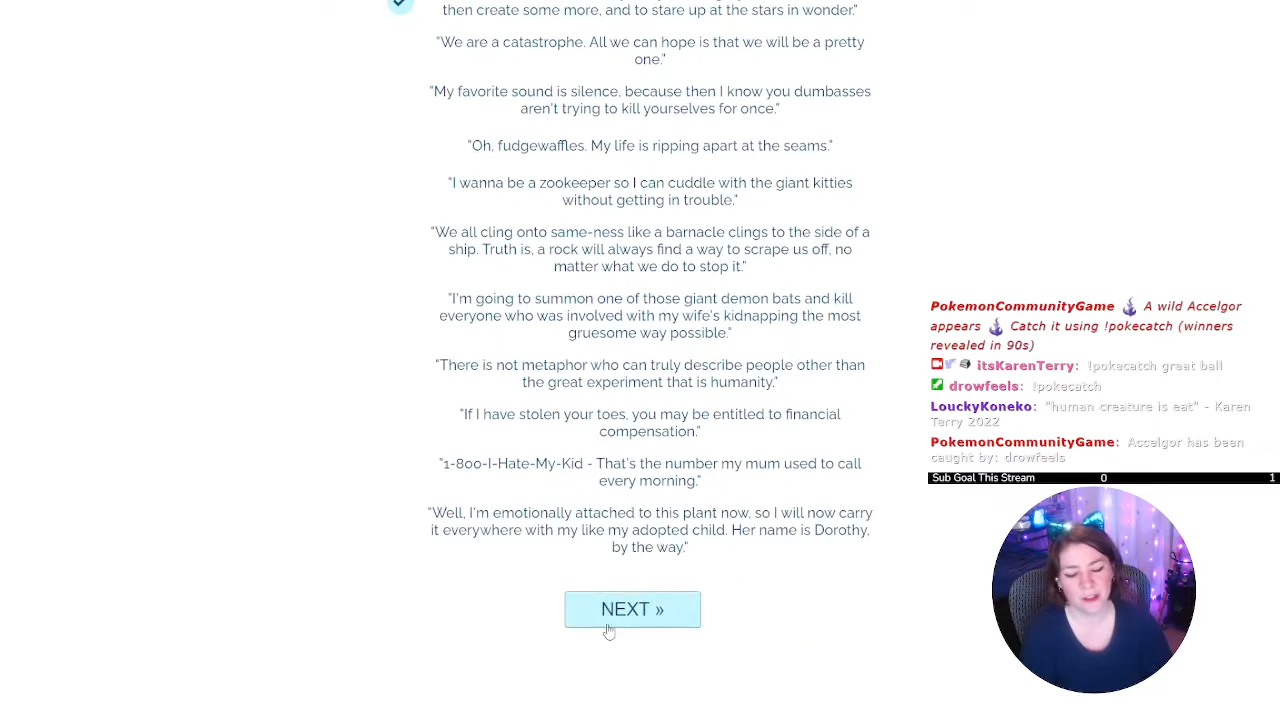 then create some more, and to stare up at the stars in wonder."
"We are a catastrophe. All we can hope is that we will be a pretty
one."
"My favorite sound is silence, because then I know you dumbasses
aren't trying to kill yourselves for once."
"Oh, fudgewaffles. My life is ripping apart at the seams."
"I wanna be a zookeeper so I can cuddle with the giant kitties
without getting in trouble."
"We all cling onto same-ness like a barnacle clings to the side of a
ship. Truth is, a rock will always find a way to scrape us off, no
matter what we do to stop it."
"I'm going to summon one of those giant demon bats and kill
everyone who was involved with my wife's kidnapping the most
gruesome way possible."
"There is not metaphor who can truly describe people other than
the great experiment that is humanity."
"If I have stolen your toes, you may be entitled to financial
compensation."
"1-800-I-Hate-My-Kid - That's the number my mum used to call
every morning."
"Well, I'm emotionally attached to this plant now, so I will now carry
it everywhere with my like my adopted child. Her name is Dorothy,
by the way."
NEXT »
PokemonCommunityGame A wild Accelgor
appears Catch it using !pokecatch (winners
revealed in 90s)
itsKarenTerry: !pokecatch great ball
drowfeels: !pokecatch
LouckyKoneko: "human creature is eat" - Karen
Terry 2022
PokemonCommunityGame: Accelgor has been
caught by: drowfeels
Sub Goal This Stream 0 1